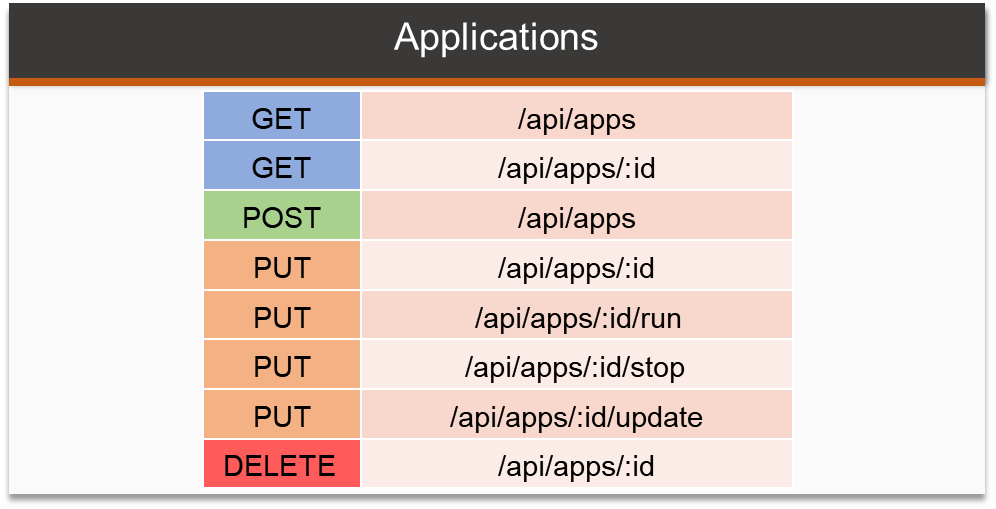 Applications
GET /api/apps
GET /api/apps/:id
POST /api/apps
PUT /api/apps/:id
PUT /api/apps/:id/run
PUT /api/apps/:id/stop
PUT /api/apps/:id/update
DELETE /api/apps/:id